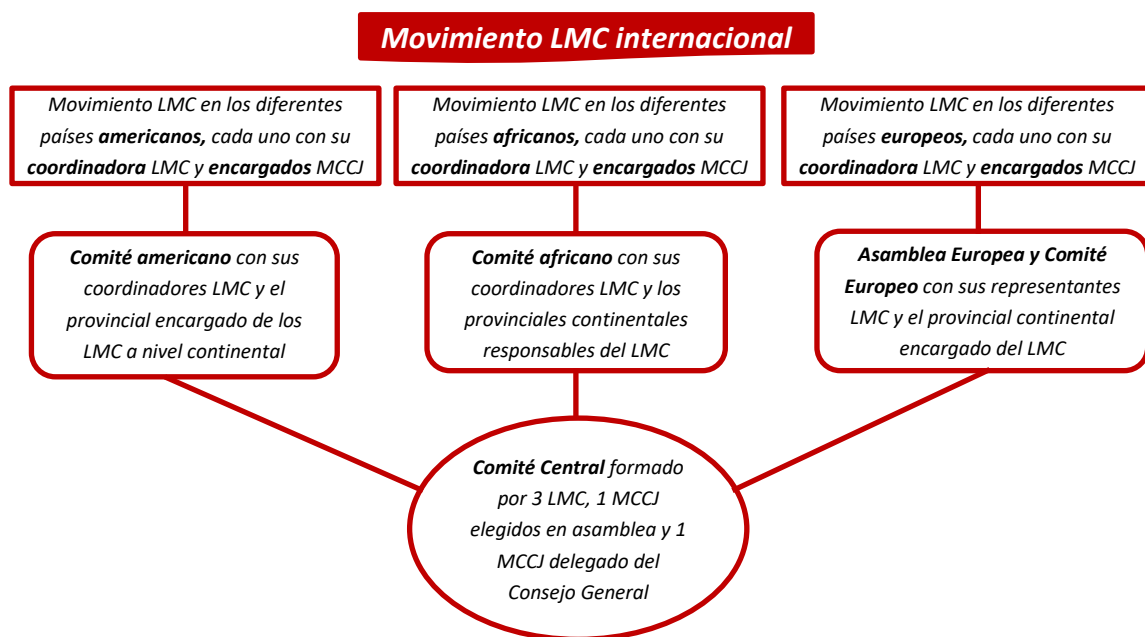 Movimiento LMC internacional
Movimiento LMC en los diferentes
países americanos, cada uno con su
coordinadora LMC y encargados MCCJ
Movimiento LMC en los diferentes
países africanos, cada uno con su
coordinadora LMC y encargados MCCJ
Movimiento LMC en los diferentes
países europeos, cada uno con su
coordinadora LMC y encargados MCCJ
Comité americano con sus
coordinadores LMC y el
provincial encargado de los
LMC a nivel continental
Comité africano con sus
coordinadores LMC y los
provinciales continentales
responsables del LMC
Asamblea Europea y Comité
Europeo con sus representantes
LMC y el provincial continental
encargado del LMC
Comité Central formado
por 3 LMC, 1 MCCJ
elegidos en asamblea y 1
MCCJ delegado del
Consejo General